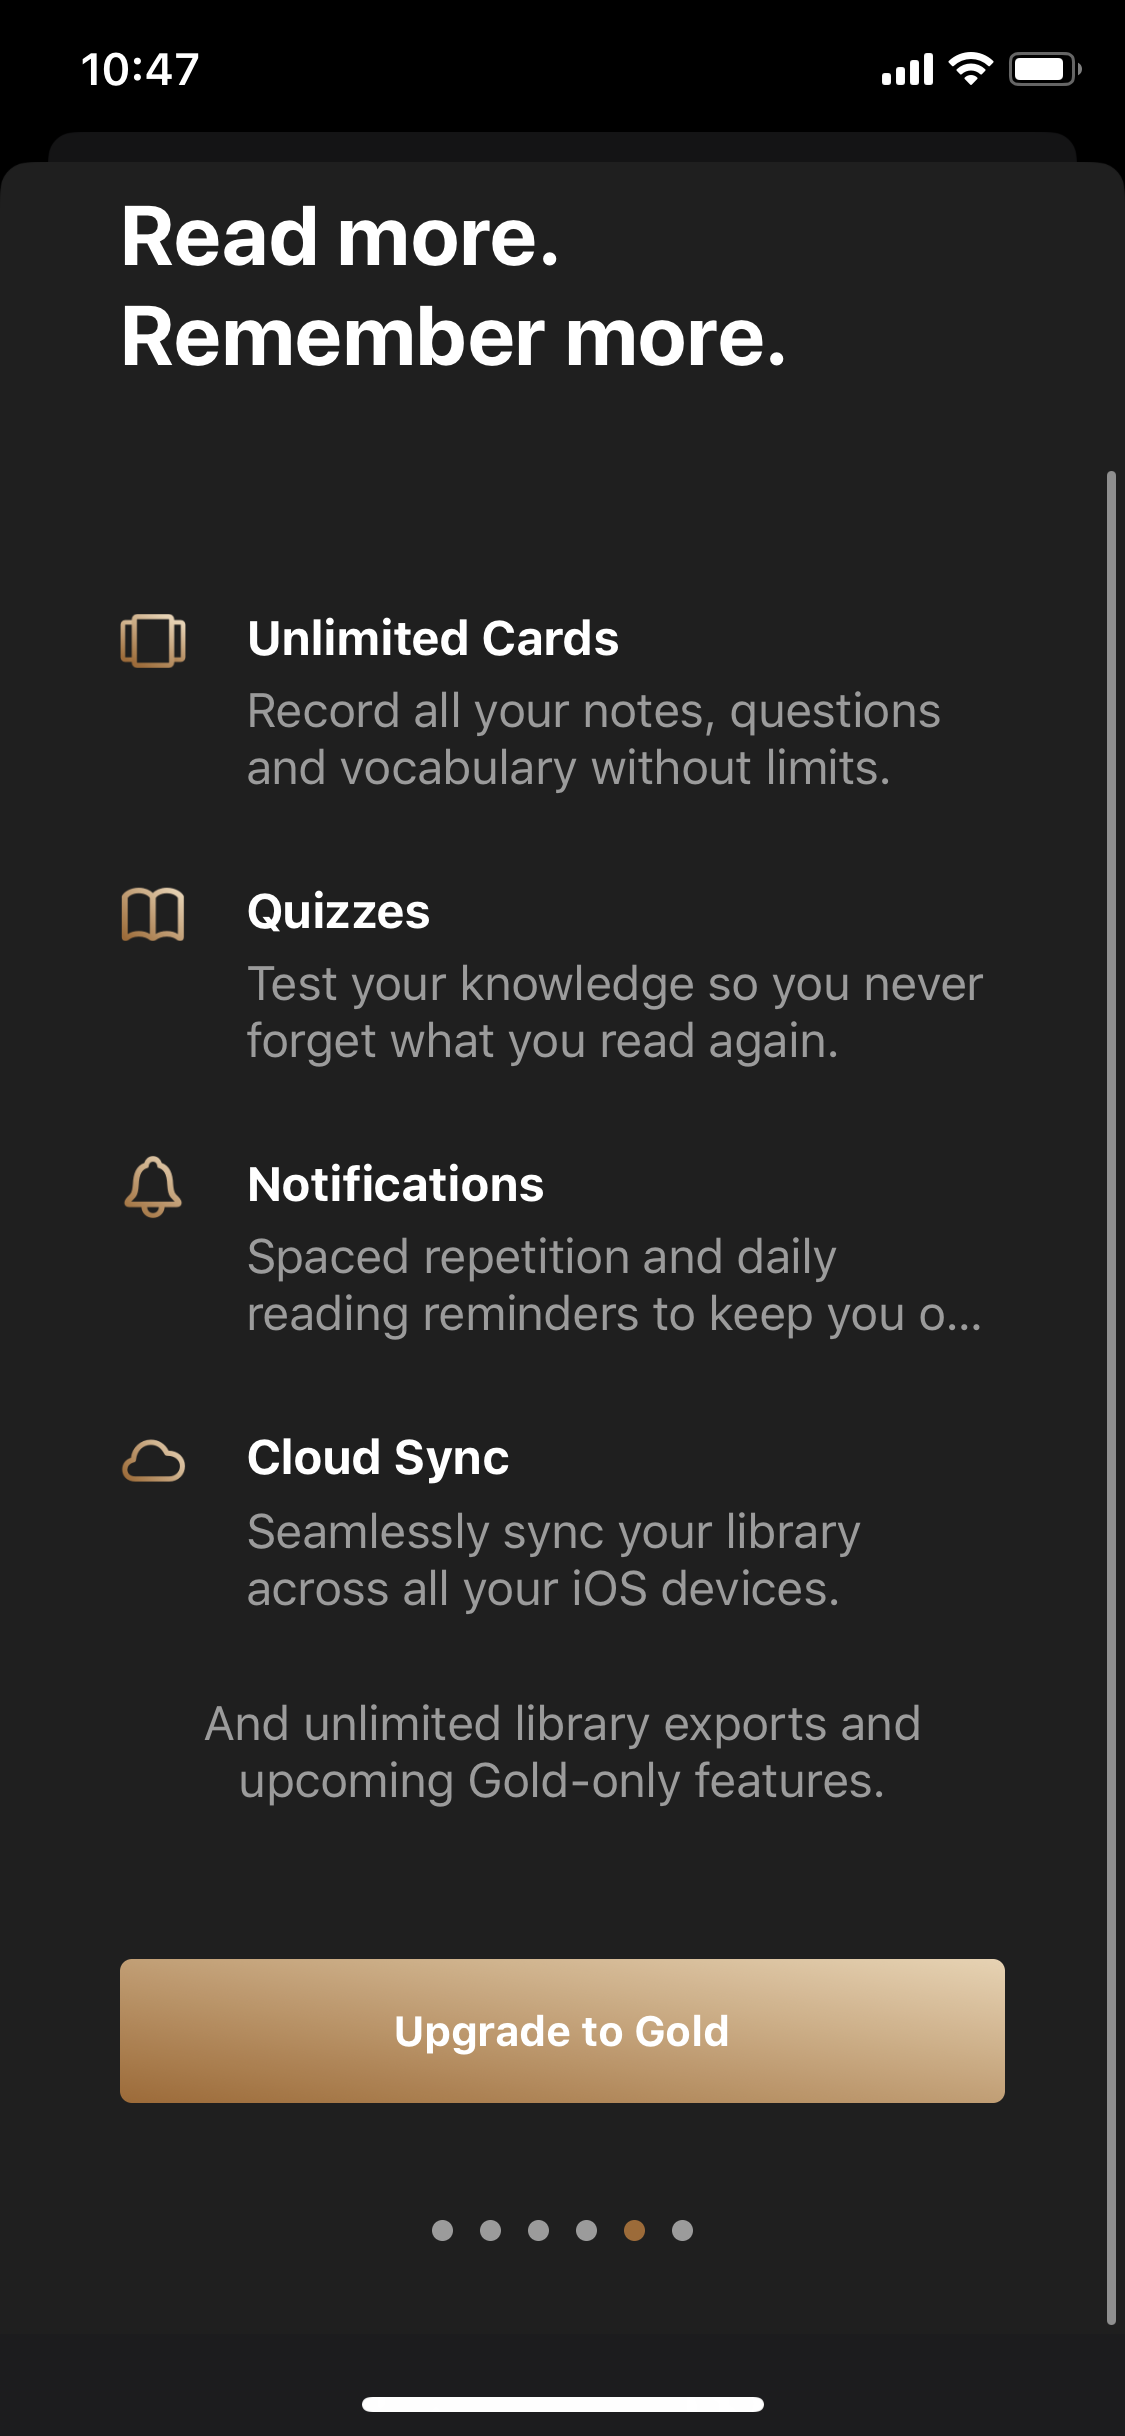 10:47
Read more.
Remember more.
Unlimited Cards
Record all your notes, questions
and vocabulary without limits.
Quizzes
Test your knowledge so you never
forget what you read again.
Notifications
Spaced repetition and daily
reading reminders to keep you o...
Cloud Sync
Seamlessly sync your library
across all your iOS devices.
And unlimited library exports and
upcoming Gold-only features.
Upgrade to Gold